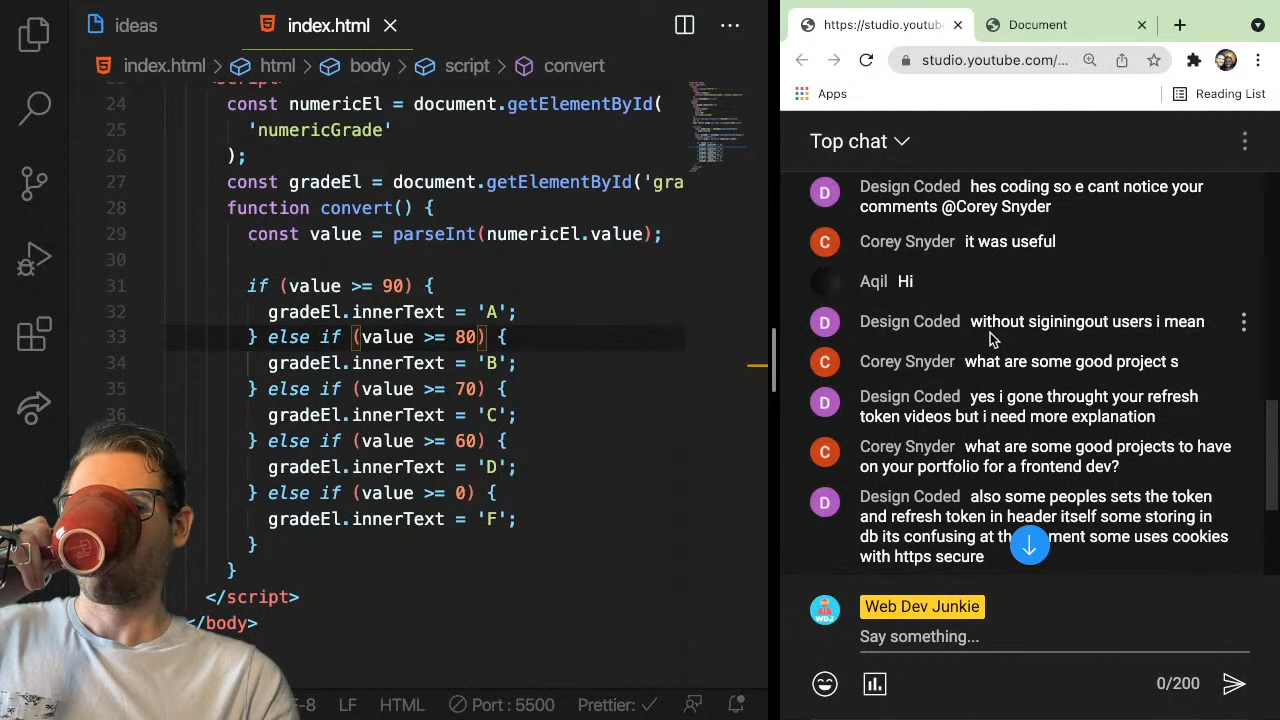 ideas
index.html
index.html
html
body
script
convert
24
const numericEl = document.getElementById(
25
'numericGrade'
26
);
27
const gradeEl = document.getElementById('gra
28
function convert() {
29
const value = parseInt(numericEl.value);
30
31
if (value >= 90) {
32
gradeEl.innerText = 'A';
33
} else if (value >= 80) {
34
gradeEl.innerText = 'B';
35
} else if (value >= 70) {
36
gradeEl.innerText = 'C';
} else if (value >= 60) {
gradeEl.innerText = 'D';
} else if (value >= 0) {
gradeEl.innerText = 'F';
}
}
</script>
</body>
LF
HTML
Port : 5500
Prettier:
https://studio.youtub
Document
studio.youtube.com/...
Apps
Reading List
Top chat
Design Coded hes coding so e cant notice your
comments @Corey Snyder
Corey Snyder it was useful
Aqil Hi
Design Coded without siginingout users i mean
Corey Snyder what are some good project s
Design Coded yes i gone throught your refresh
token videos but i need more explanation
Corey Snyder what are some good projects to have
on your portfolio for a frontend dev?
Design Coded also some peoples sets the token
and refresh token in header itself some storing in
db its confusing at some uses cookies
with https secure
D
C
D
C
D
C
D
WDJ
Web Dev Junkie
Say something...
0/200